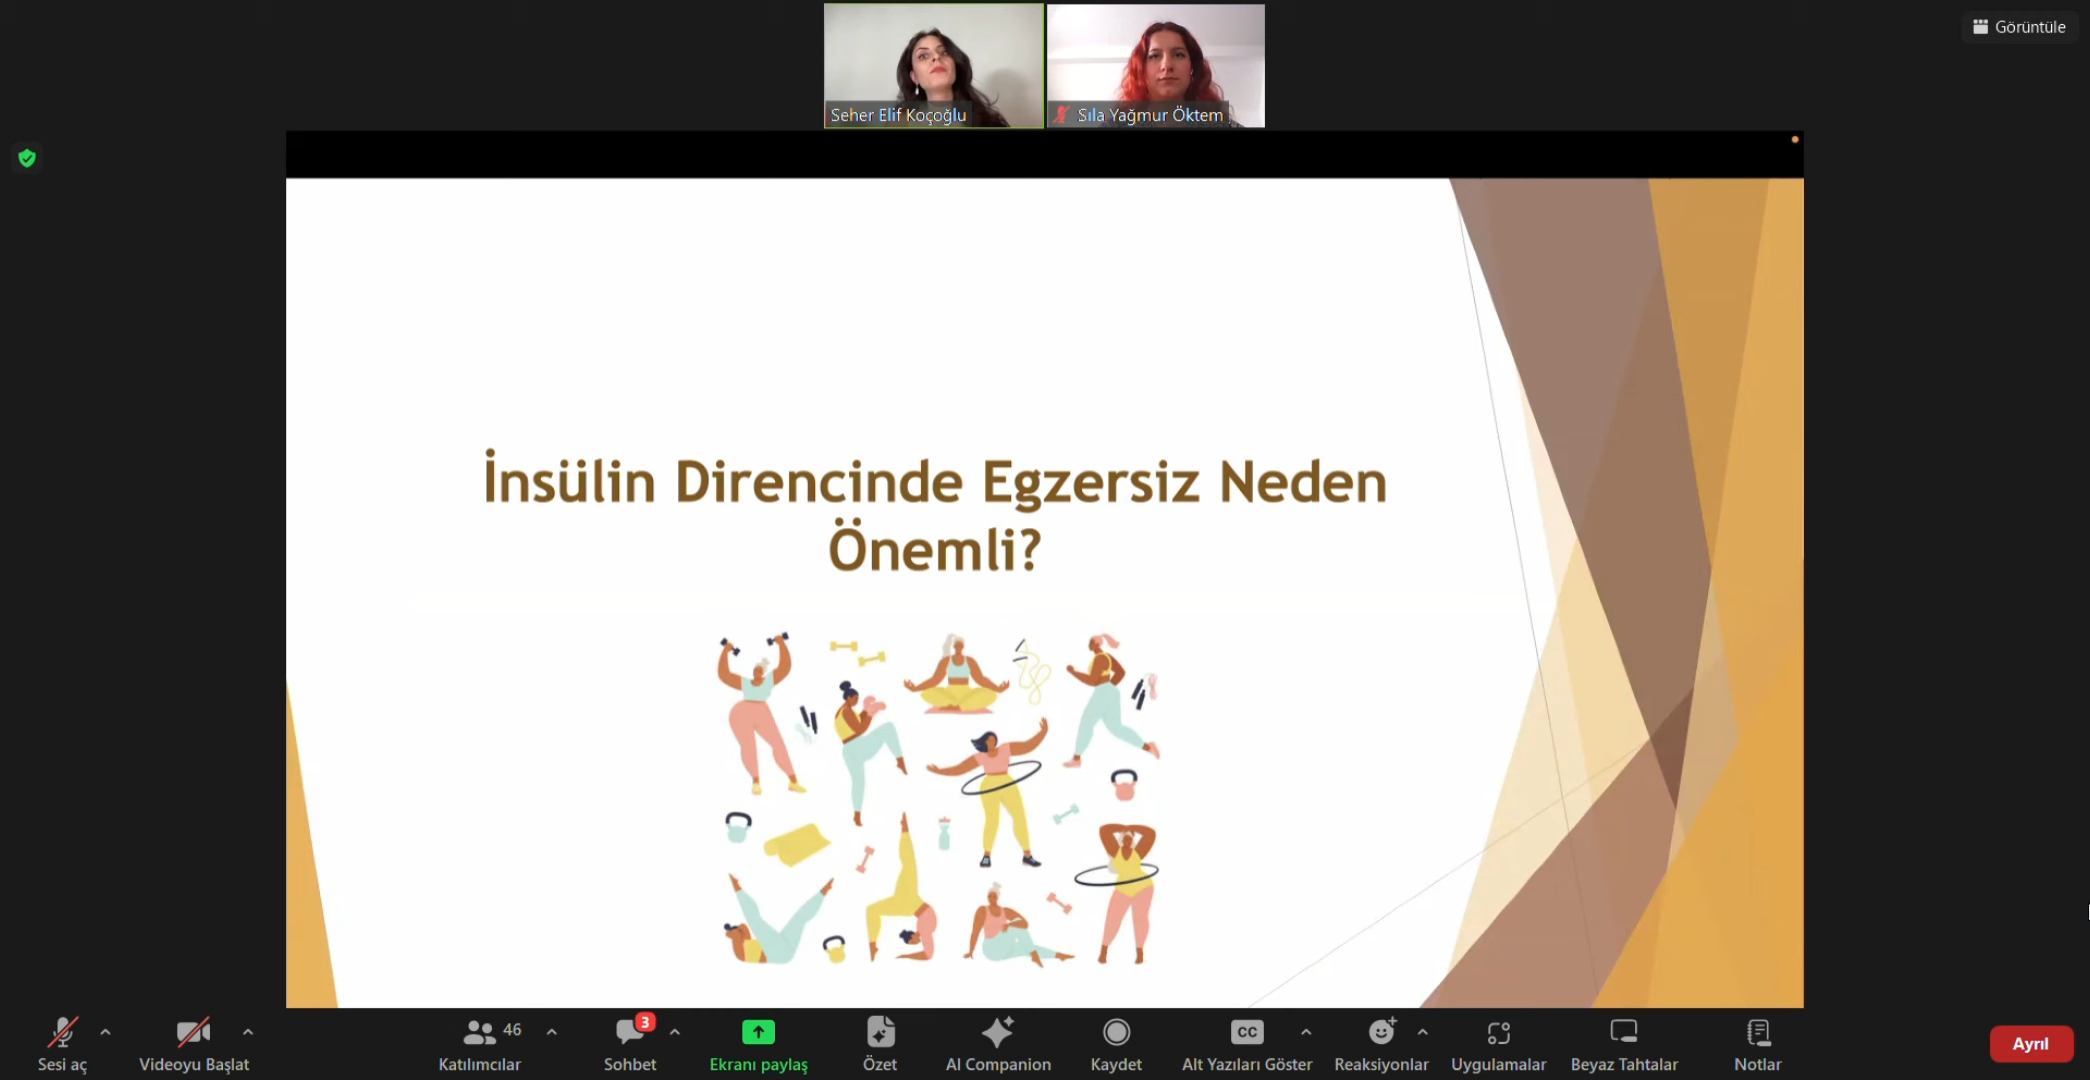 Görüntüle
Seher Elif Koçoğlu
Sıla Yağmur Öktem
İnsülin Direncinde Egzersiz Neden
Önemli?
Sesi aç
Videoyu Başlat
46
Katılımcılar
3
Sohbet
Ekranı paylaş
Özet
AI Companion
Kaydet
CC
Alt Yazıları Göster
Reaksiyonlar
Uygulamalar
Beyaz Tahtalar
Notlar
Ayrıl